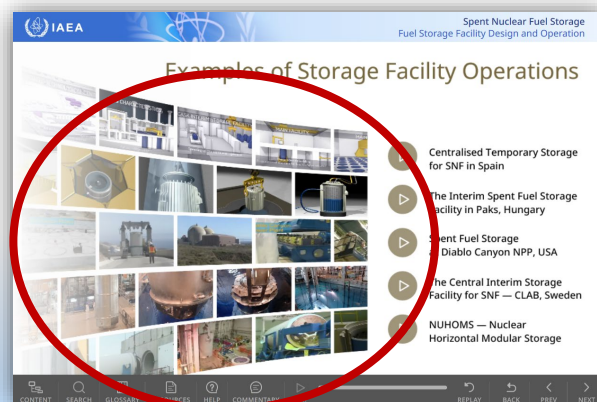 IAEA
Spent Nuclear Fuel Storage
Fuel Storage Facility Design and Operation
Examples of Storage Facility Operations
Centralised Temporary Storage
for SNF in Spain
The Interim Spent Fuel Storage
Facility in Paks, Hungary
Spent Fuel Storage
at Diablo Canyon NPP, USA
The Central Interim Storage
Facility for SNF — CLAB, Sweden
NUHOMS — Nuclear
Horizontal Modular Storage
CONTENT
SEARCH
GLOSSARY
RESOURCES
HELP
COMMENTARY
REPLAY
BACK
PREV
NEXT